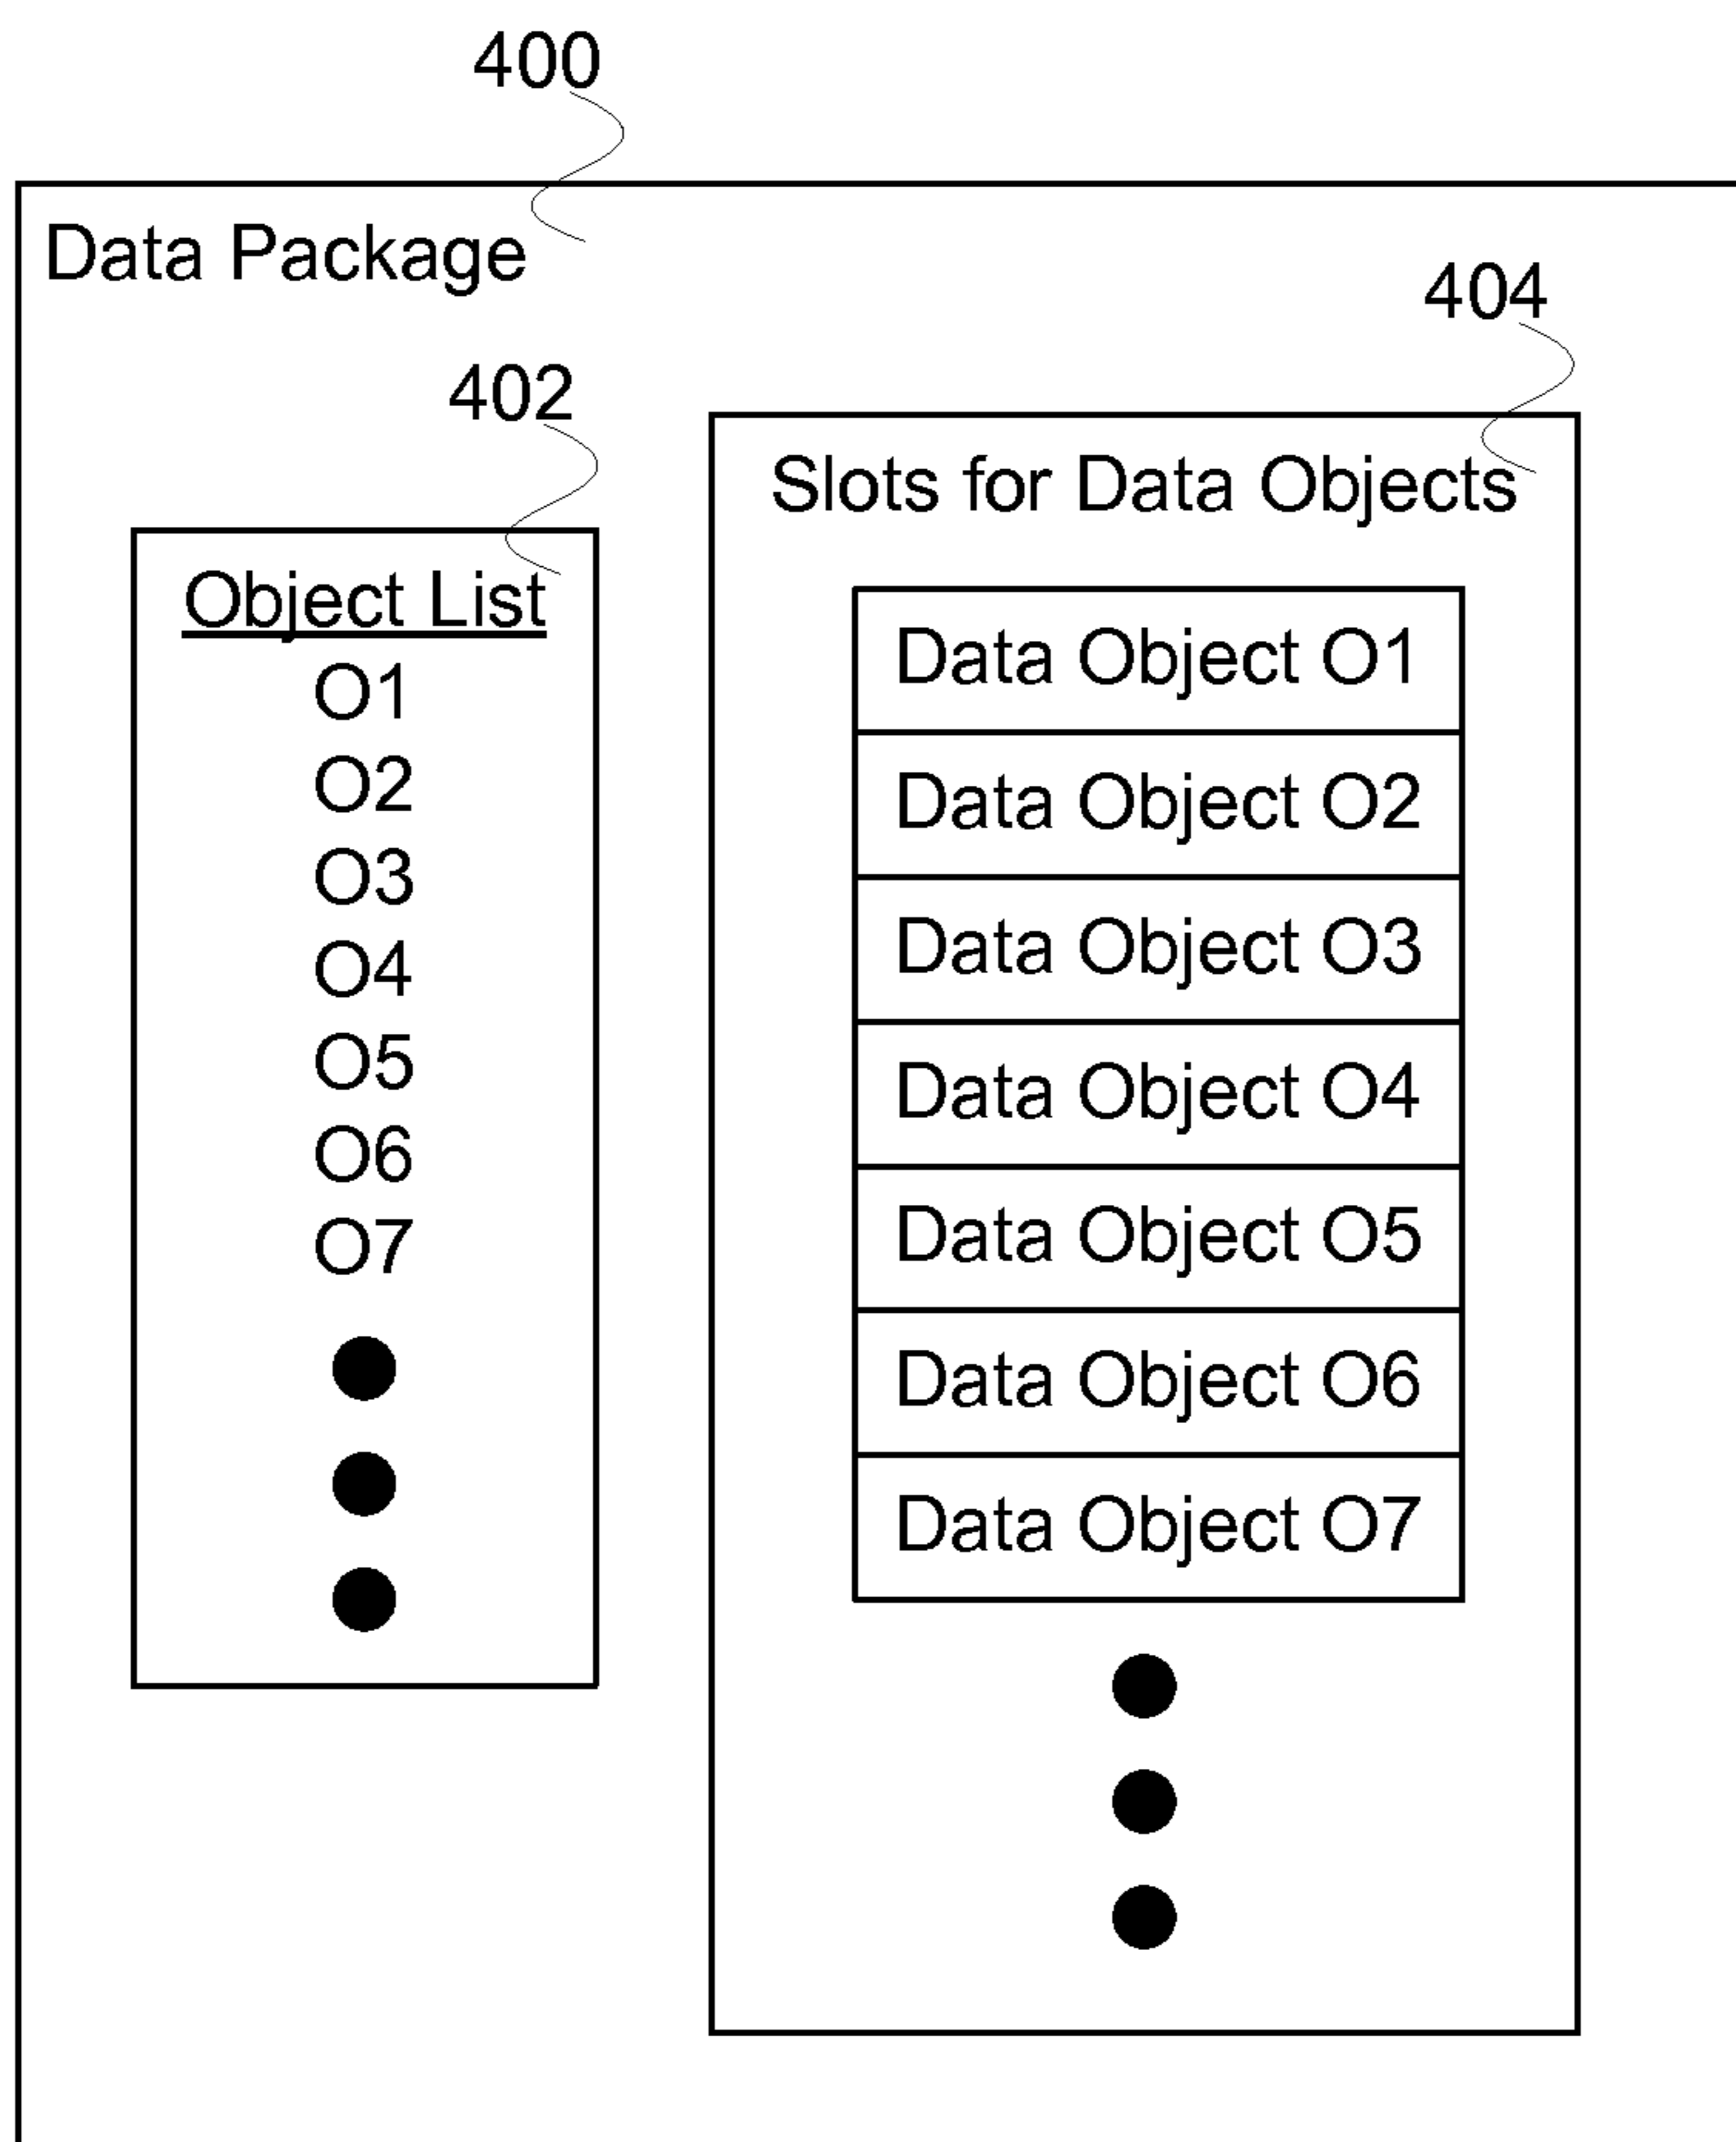 400
Data Package
404
402
Slots for Data Objects
Object List
O1
O2
O3
O4
O5
O6
O7
Data Object O1
Data Object O2
Data Object O3
Data Object O4
Data Object O5
Data Object O6
Data Object O7